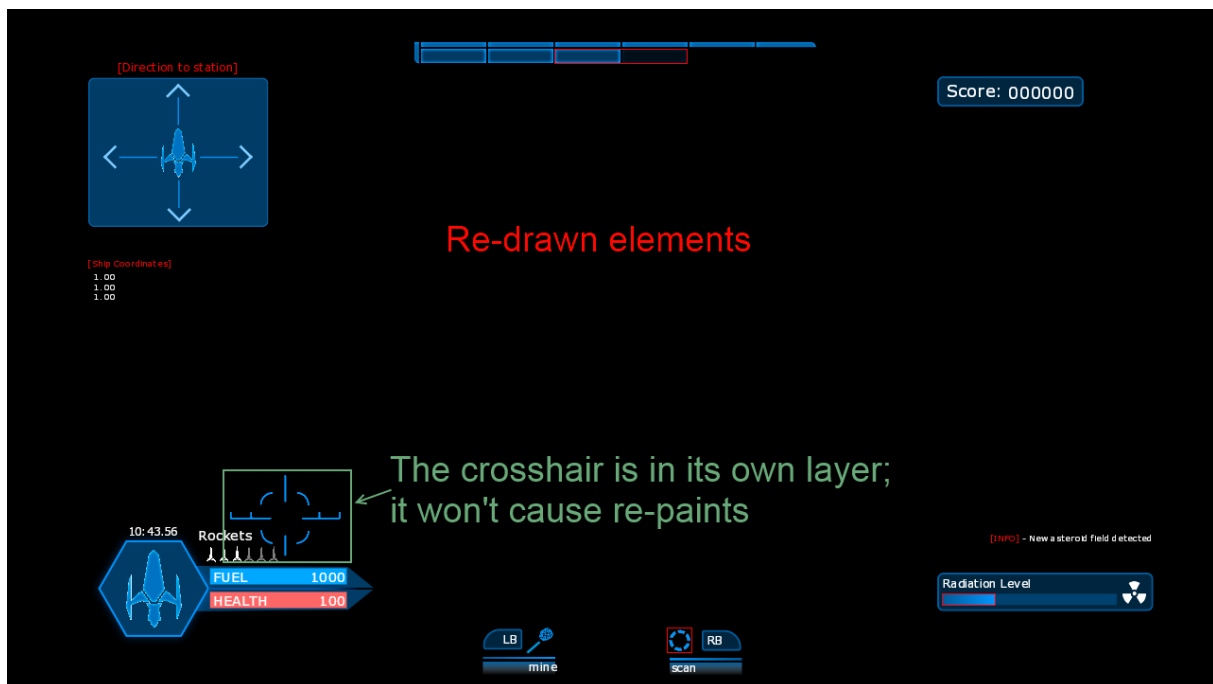 [Direction to station]
Score: 000000
Re-drawn elements
[Ship Coordinates]
1.00
1.00
1.00
The crosshair is in its own layer;
it won't cause re-paints
10:43.56
Rockets
[INFO] - New asteroid field detected
FUEL 1000
HEALTH 100
Radiation Level
LB
RB
mine
scan